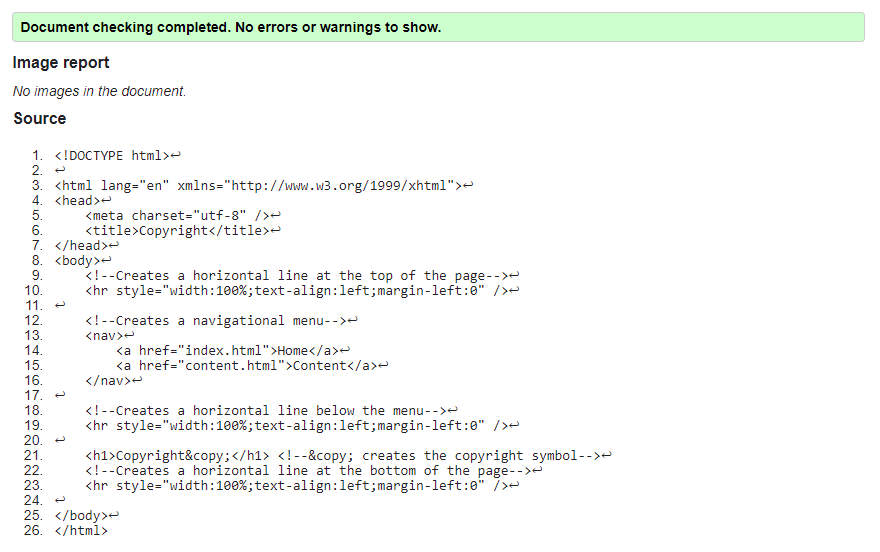 Document checking completed. No errors or warnings to show.
Image report
No images in the document.
Source
1. <!DOCTYPE html>↩
2. ↩
3. <html lang="en" xmlns="http://www.w3.org/1999/xhtml">↩
4. <head>↩
5.     <meta charset="utf-8" />↩
6.     <title>Copyright</title>↩
7. </head>↩
8. <body>↩
9.     <!--Creates a horizontal line at the top of the page-->↩
10.     <hr style="width:100%;text-align:left;margin-left:0" />↩
11. ↩
12.     <!--Creates a navigational menu-->↩
13.     <nav>↩
14.         <a href="index.html">Home</a>↩
15.         <a href="content.html">Content</a>↩
16.     </nav>↩
17. ↩
18.     <!--Creates a horizontal line below the menu-->↩
19.     <hr style="width:100%;text-align:left;margin-left:0" />↩
20. ↩
21.     <h1>Copyright&copy;</h1> <!--&copy; creates the copyright symbol-->↩
22.     <!--Creates a horizontal line at the bottom of the page-->↩
23.     <hr style="width:100%;text-align:left;margin-left:0" />↩
24. ↩
25. </body>↩
26. </html>